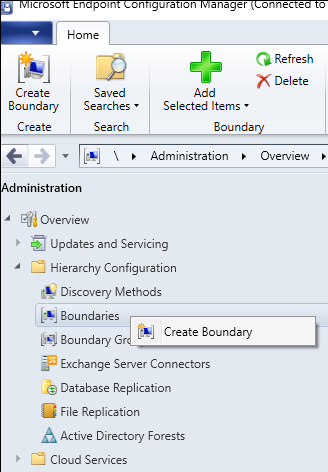 Microsoft Endpoint Configuration Manager (Connected to
Home
Create
Boundary
Saved
Searches
Add
Selected Items
Refresh
Delete
Create
Search
Boundary
\ Administration Overview
Administration
Overview
Updates and Servicing
Hierarchy Configuration
Discovery Methods
Boundaries
Create Boundary
Boundary Gro
Exchange Server Connectors
Database Replication
File Replication
Active Directory Forests
Cloud Services